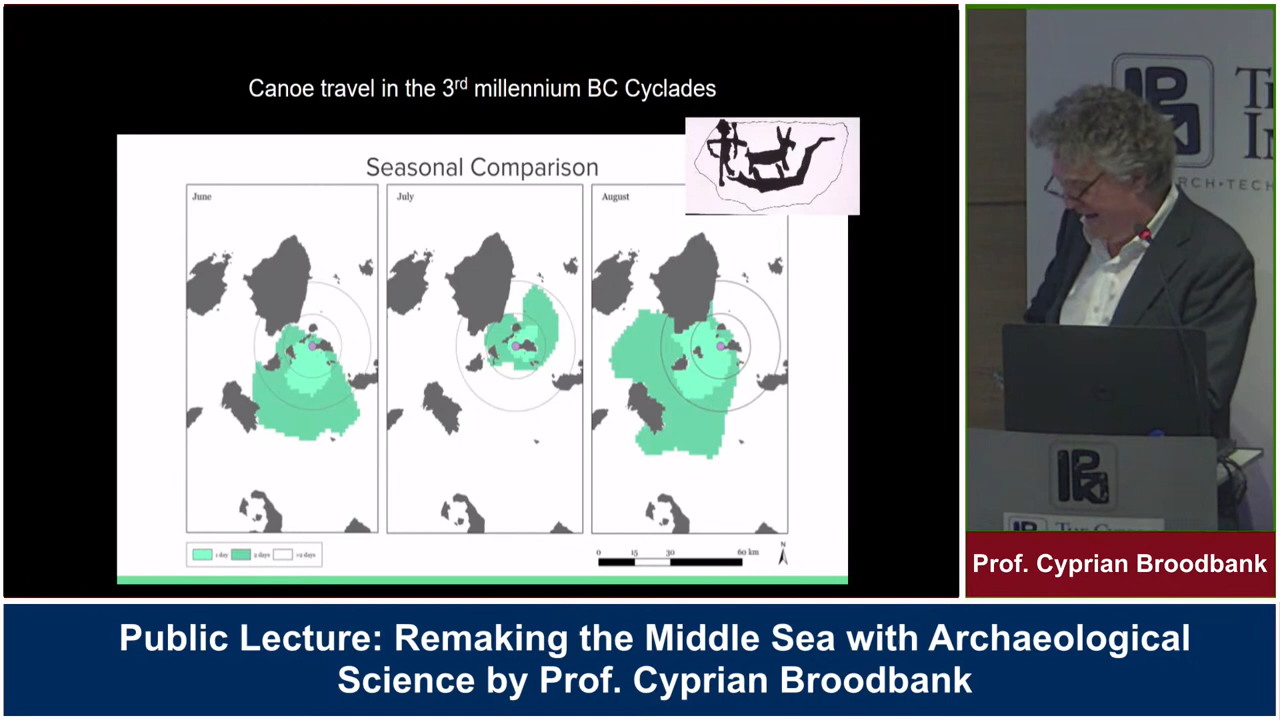 Canoe travel in the 3rd millennium BC Cyclades
Seasonal Comparison
June
July
August
1 day
2 days
>2 days
0
15
30
60 km
N
RCH•TECH
Prof. Cyprian Broodbank
Public Lecture: Remaking the Middle Sea with Archaeological
Science by Prof. Cyprian Broodbank